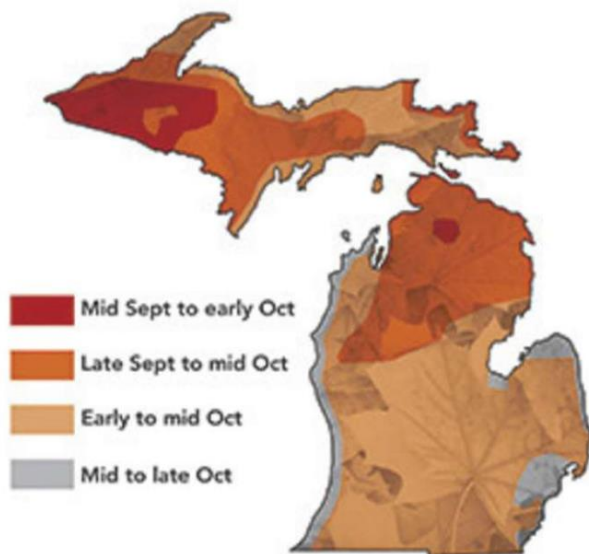 Mid Sept to early Oct
Late Sept to mid Oct
Early to mid Oct
Mid to late Oct